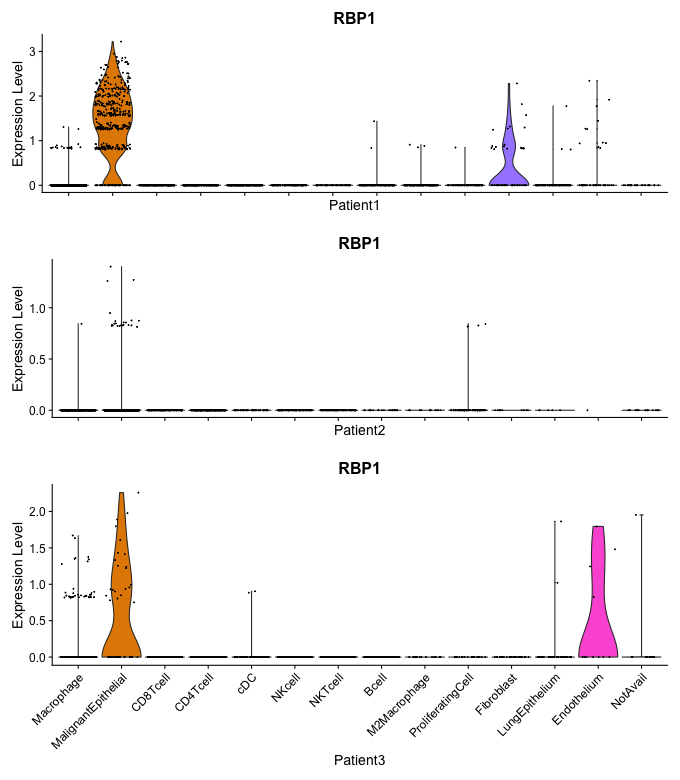 RBP1
Expression Level
3
2
1
0
Patient1
RBP1
Expression Level
1.0
0.5
0.0
Patient2
RBP1
Expression Level
2.0
1.5
1.0
0.5
0.0
Macrophage
MalignantEpithelial
CD8Tcell
CD4Tcell
cDC
NKcell
NKTcell
Bcell
M2Macrophage
ProliferatingCell
Fibroblast
LungEpithelium
Endothelium
NotAvail
Patient3